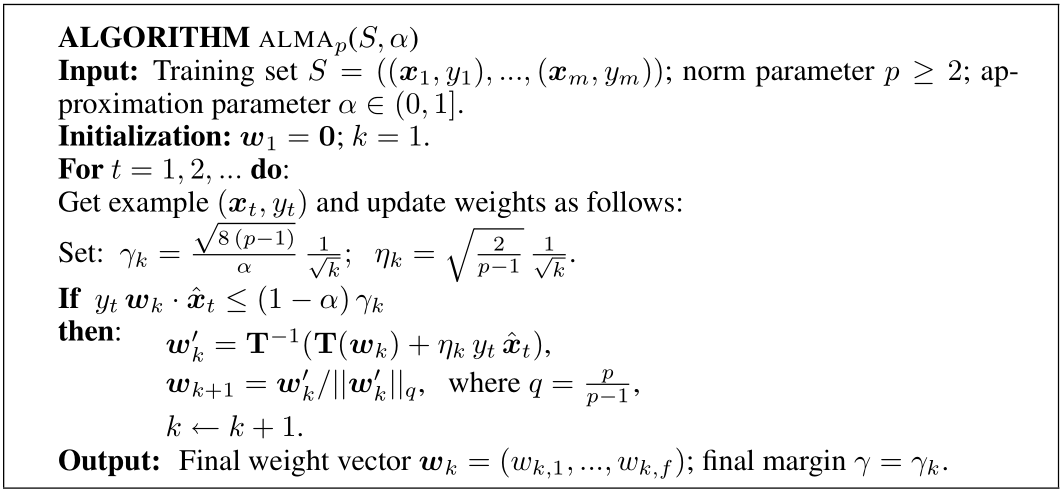 ALGORITHM ALMA_p(S, α)
Input: Training set S = ((x_1, y_1), ..., (x_m, y_m)); norm parameter p ≥ 2; ap-
proximation parameter α ∈ (0, 1].
Initialization: w_1 = 0; k = 1.
For t = 1, 2, ... do:
Get example (x_t, y_t) and update weights as follows:
Set: γ_k = √(8 (p−1))/α 1/√k; η_k = √(2/(p−1)) 1/√k.
If y_t w_k · x̂_t ≤ (1 − α) γ_k
then: w′_k = T⁻¹(T(w_k) + η_k y_t x̂_t),
w_{k+1} = w′_k/||w′_k||_q, where q = p/(p−1),
k ← k + 1.
Output: Final weight vector w_k = (w_{k,1}, ..., w_{k,f}); final margin γ = γ_k.